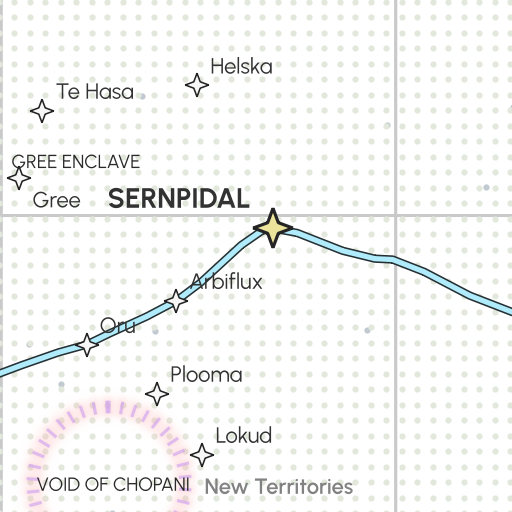 Helska
Te Hasa
GREE ENCLAVE
Gree
SERNPIDAL
Arbiflux
Oru
Plooma
Lokud
VOID OF CHOPANI
New Territories